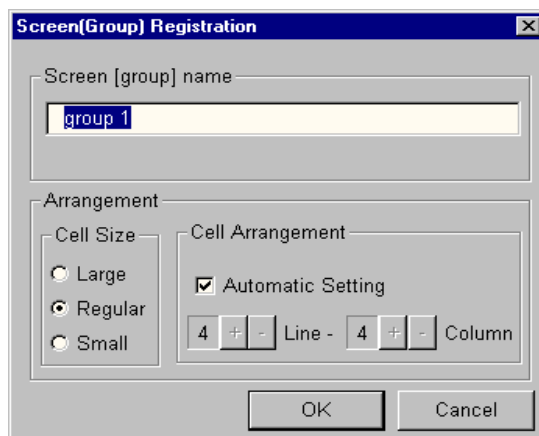 Screen(Group) Registration
Screen [group] name
group 1
Arrangement
Cell Size
Large
Regular
Small
Cell Arrangement
Automatic Setting
4 + - Line - 4 + - Column
OK
Cancel